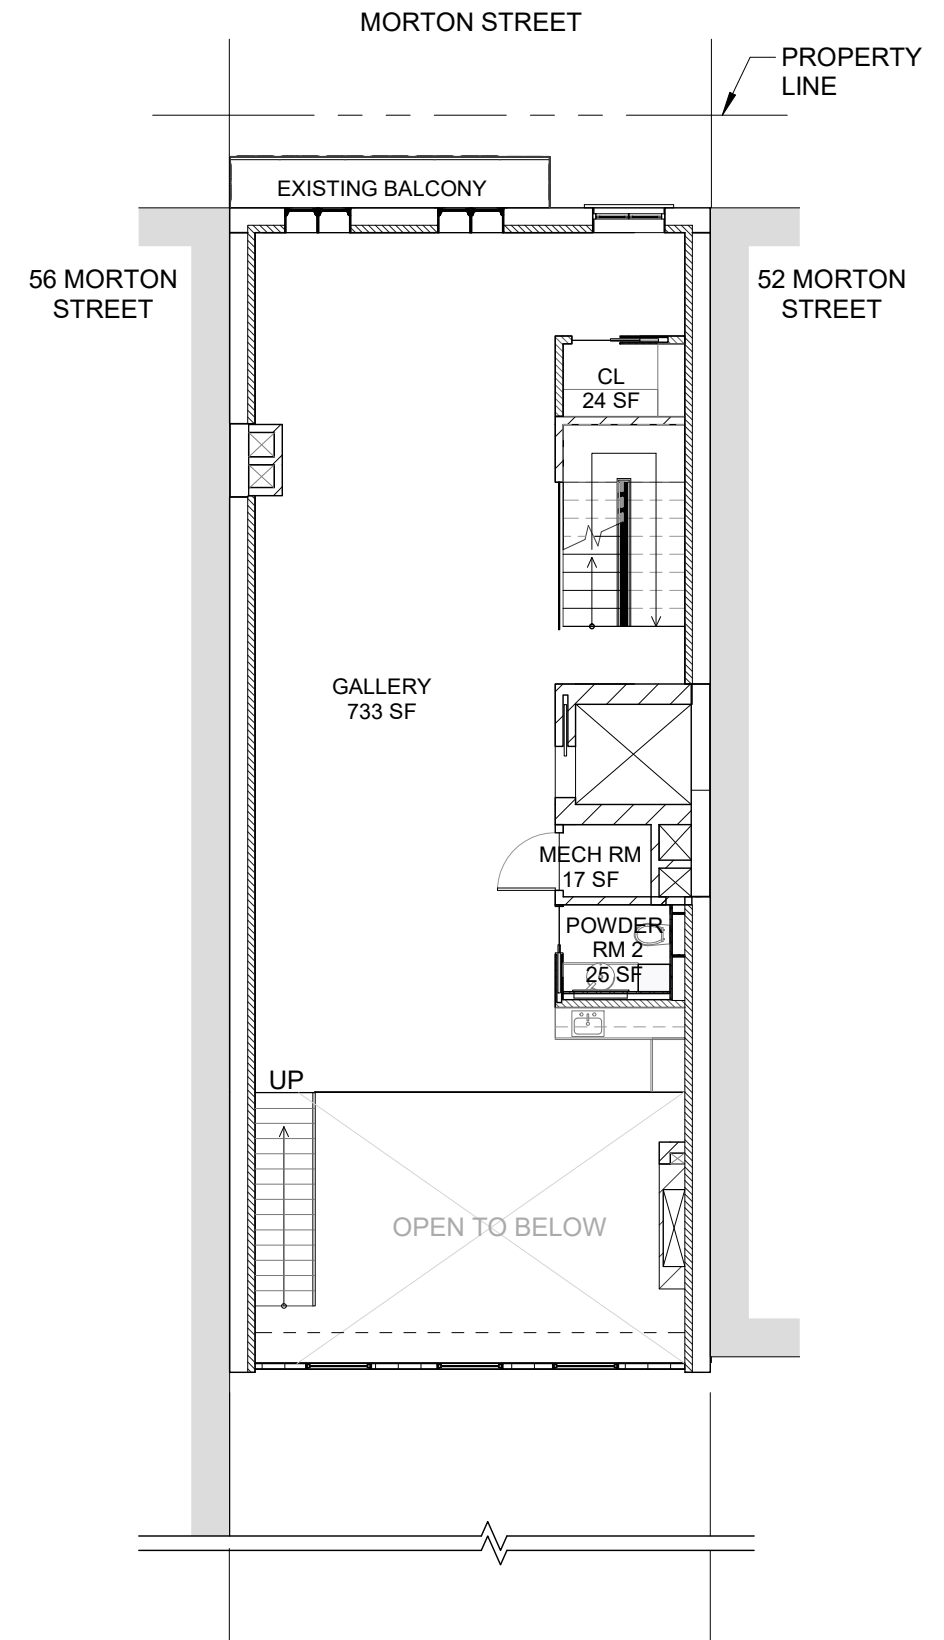 MORTON STREET
PROPERTY
LINE
EXISTING BALCONY
56 MORTON
STREET
52 MORTON
STREET
CL
24 SF
GALLERY
733 SF
MECH RM
17 SF
POWDER
RM 2
25 SF
UP
OPEN TO BELOW